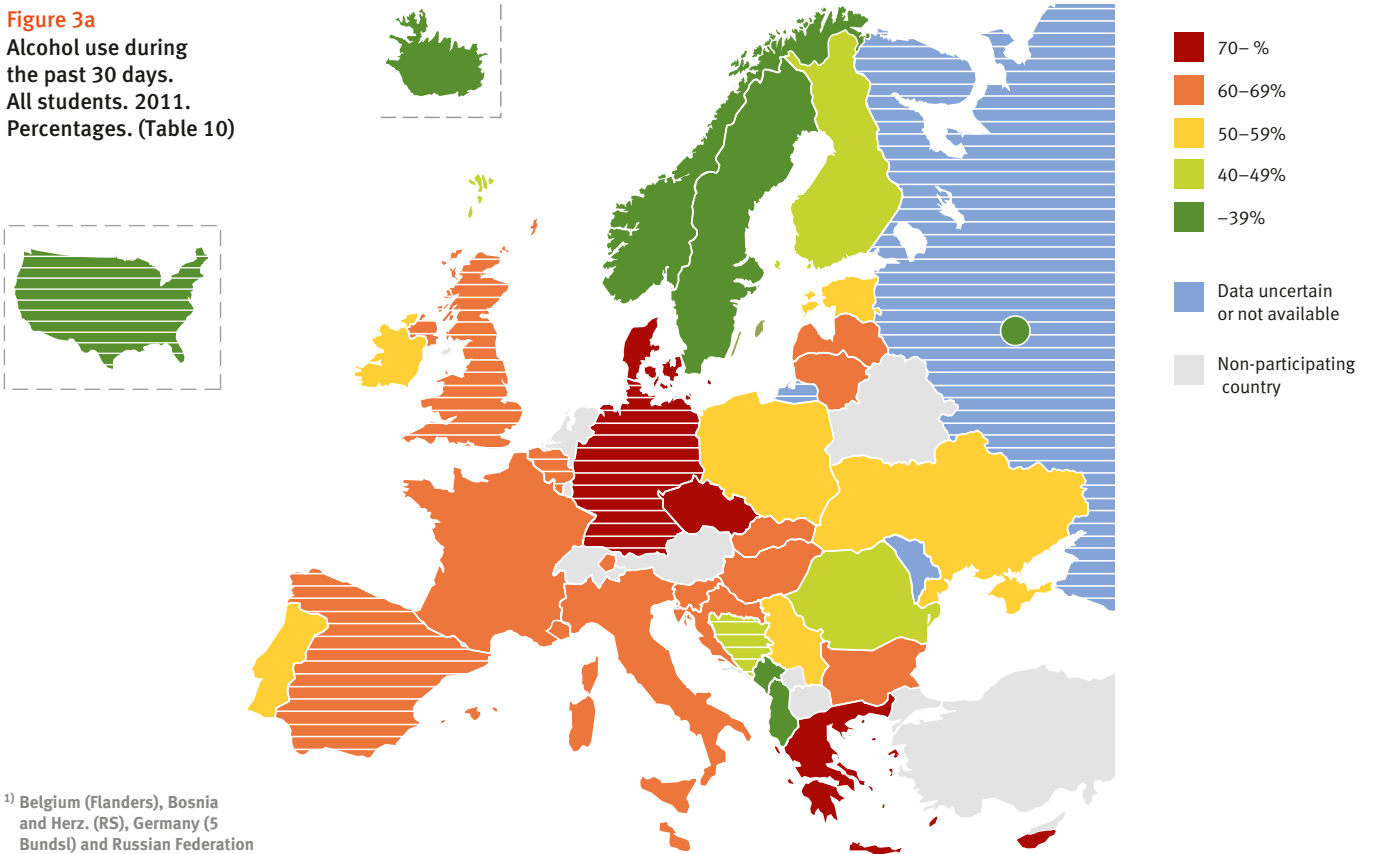 Figure 3a
Alcohol use during
the past 30 days.
All students. 2011.
Percentages. (Table 10)
70– %
60–69%
50–59%
40–49%
–39%
Data uncertain
or not available
Non-participating
country
1) Belgium (Flanders), Bosnia
and Herz. (RS), Germany (5
Bundsl) and Russian Federation